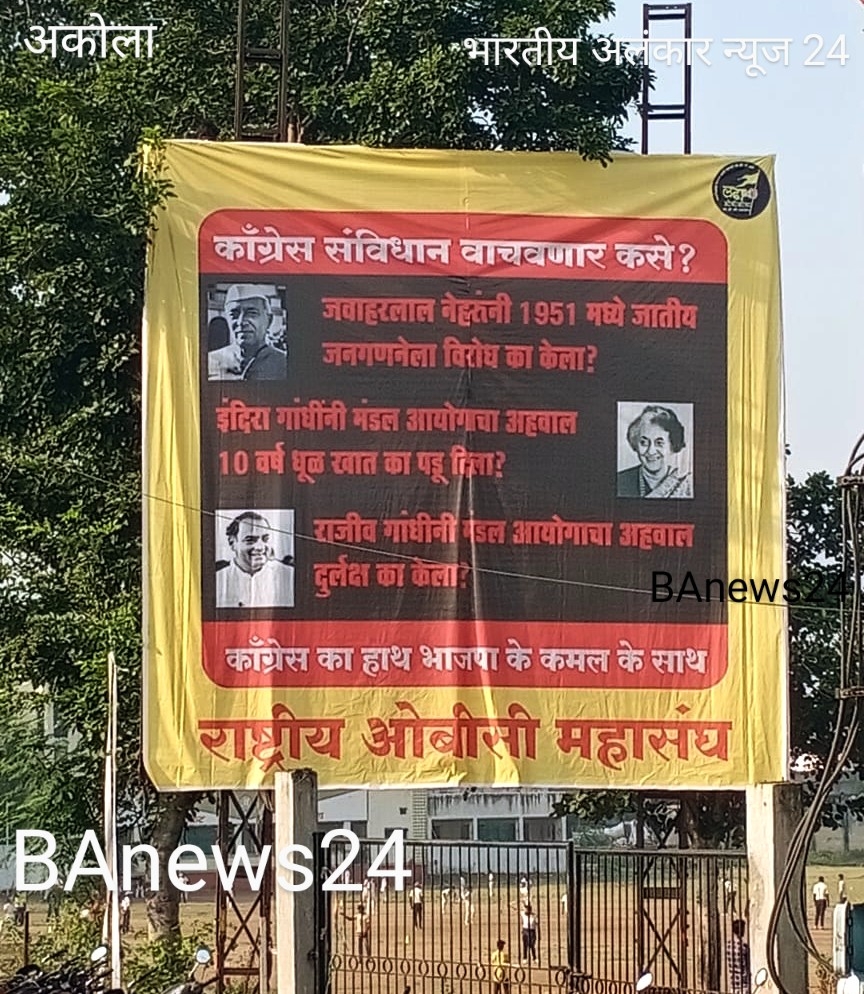 अकोला
भारतीय अलंकार न्यूज 24
काँग्रेस संविधान वाचवणार कसे?
जवाहरलाल नेहरुंनी 1951 मध्ये जातीय
जनगणनेला विरोध का केला?
इंदिरा गांधींनी मंडल आयोगाचा अहवाल
10 वर्ष धूळ खात का पडू दिला?
राजीव गांधीनी मंडल आयोगाचा अहवाल
दुर्लक्ष का केला?
BAnews24
काँग्रेस का हाथ भाजपा के कमल के साथ
राष्ट्रीय ओबीसी महासंघ
BAnews24